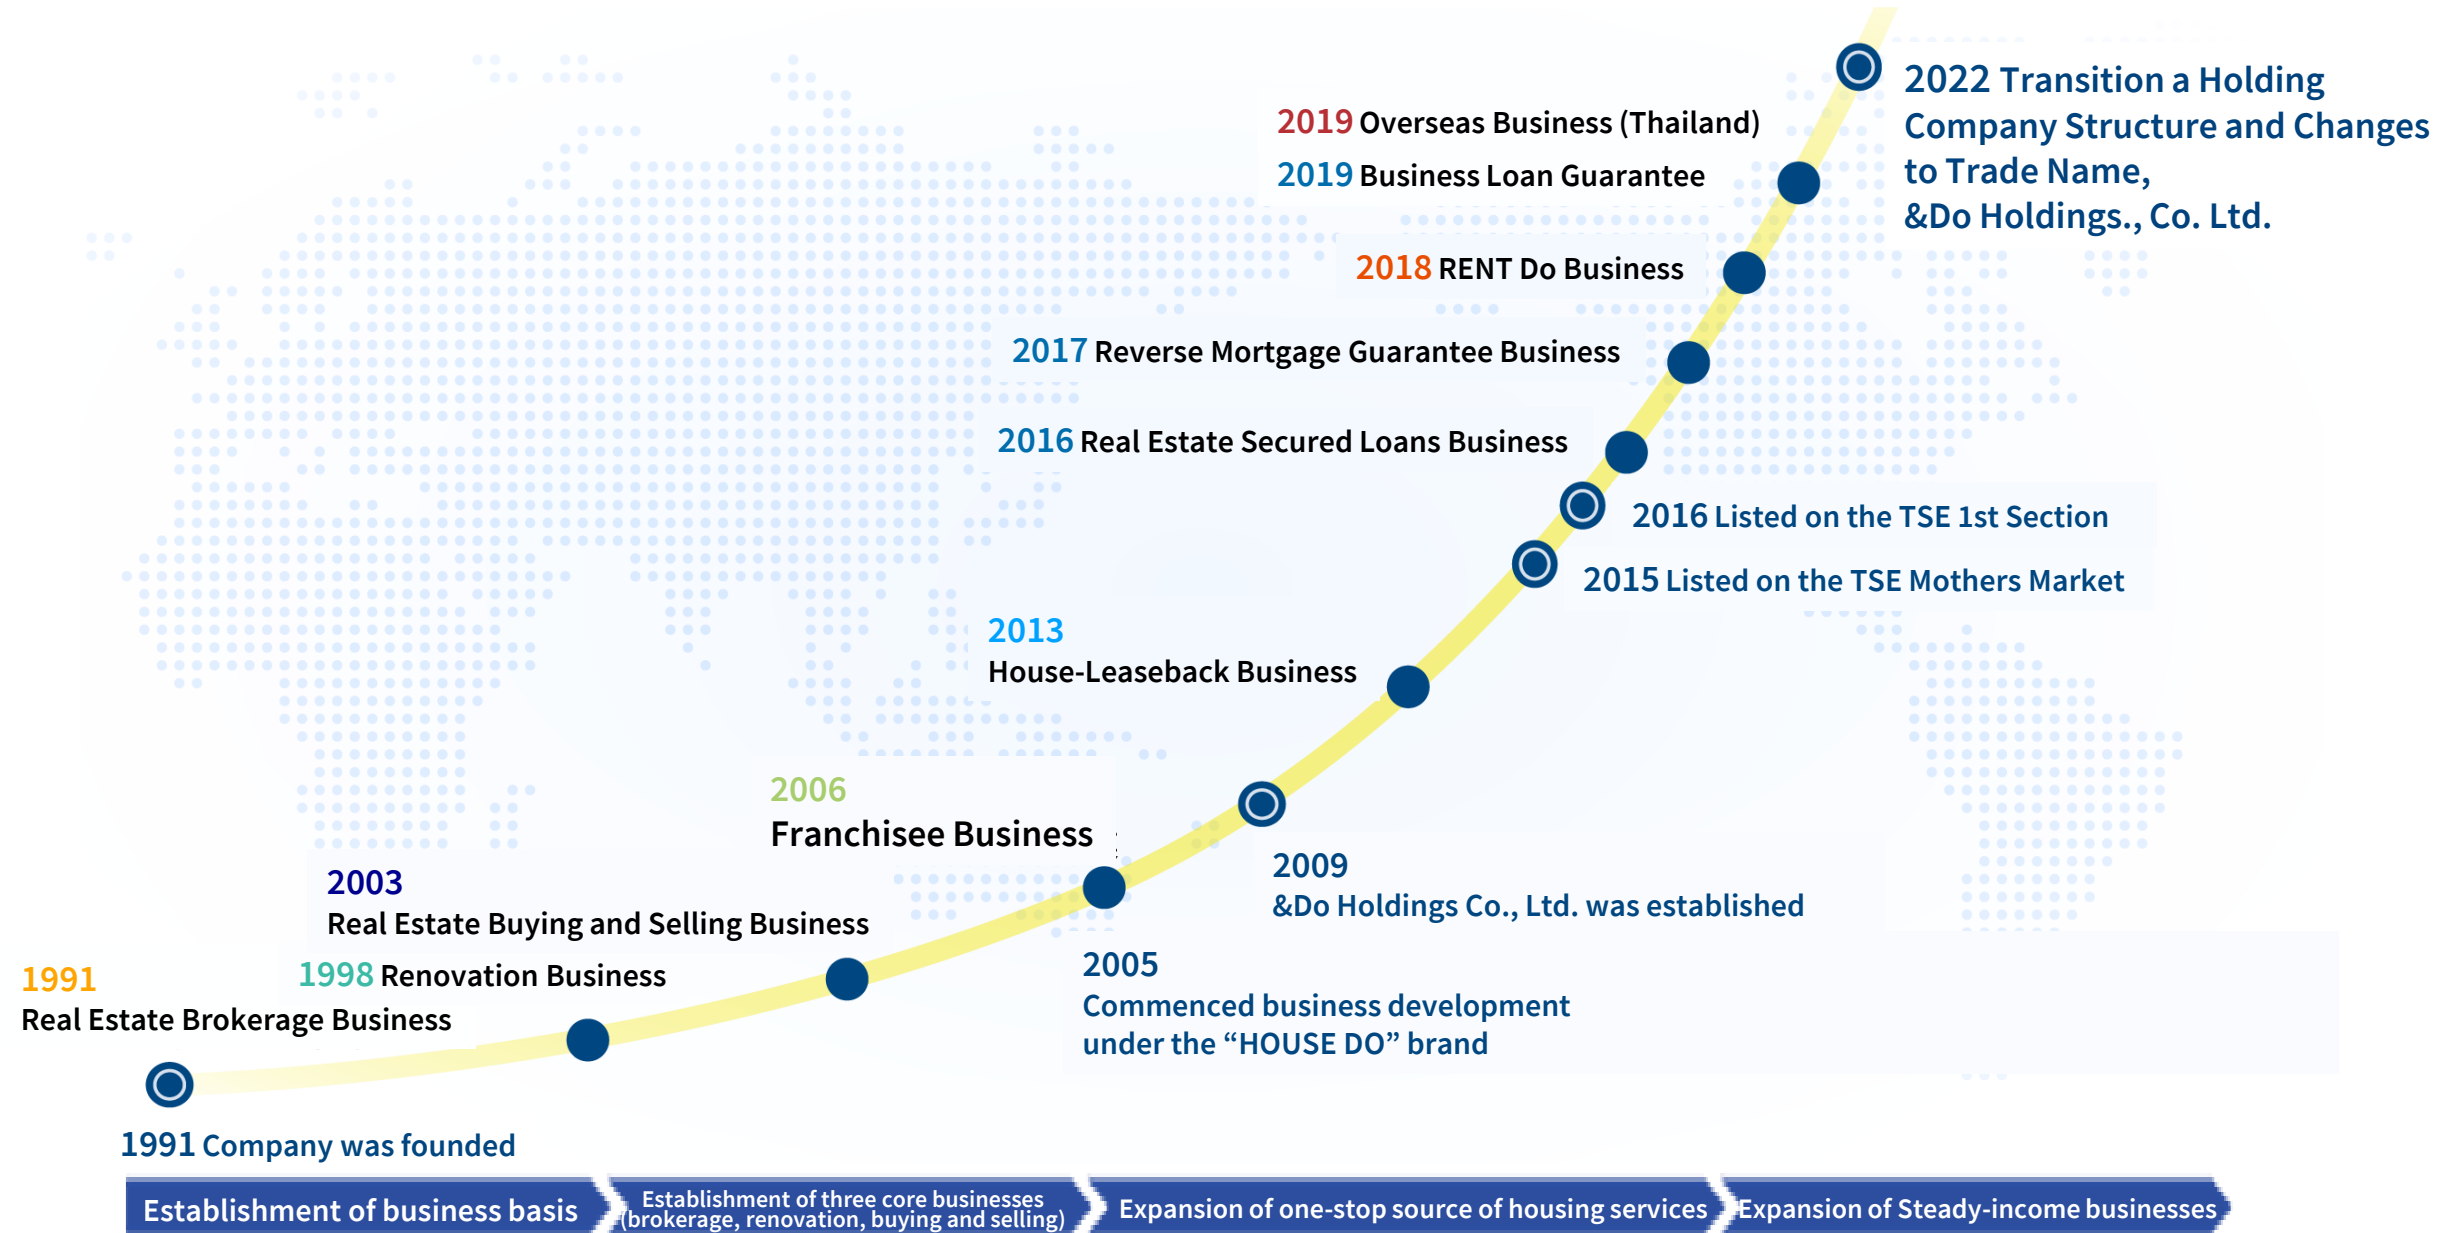 2022 Transition a Holding
Company Structure and Changes
to Trade Name,
&Do Holdings., Co. Ltd.
2019 Overseas Business (Thailand)
2019 Business Loan Guarantee
2018 RENT Do Business
2017 Reverse Mortgage Guarantee Business
2016 Real Estate Secured Loans Business
2016 Listed on the TSE 1st Section
2015 Listed on the TSE Mothers Market
2013
House-Leaseback Business
2006
Franchisee Business
2009
&Do Holdings Co., Ltd. was established
2003
Real Estate Buying and Selling Business
2005
Commenced business development
under the “HOUSE DO” brand
1998 Renovation Business
1991
Real Estate Brokerage Business
1991 Company was founded
Establishment of business basis
Establishment of three core businesses
(brokerage, renovation, buying and selling)
Expansion of one-stop source of housing services
Expansion of Steady-income businesses